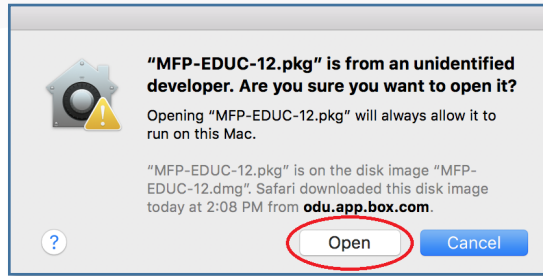 “MFP-EDUC-12.pkg” is from an unidentified
developer. Are you sure you want to open it?
Opening “MFP-EDUC-12.pkg” will always allow it to
run on this Mac.
“MFP-EDUC-12.pkg” is on the disk image “MFP-
EDUC-12.dmg”. Safari downloaded this disk image
today at 2:08 PM from odu.app.box.com.
? Open Cancel